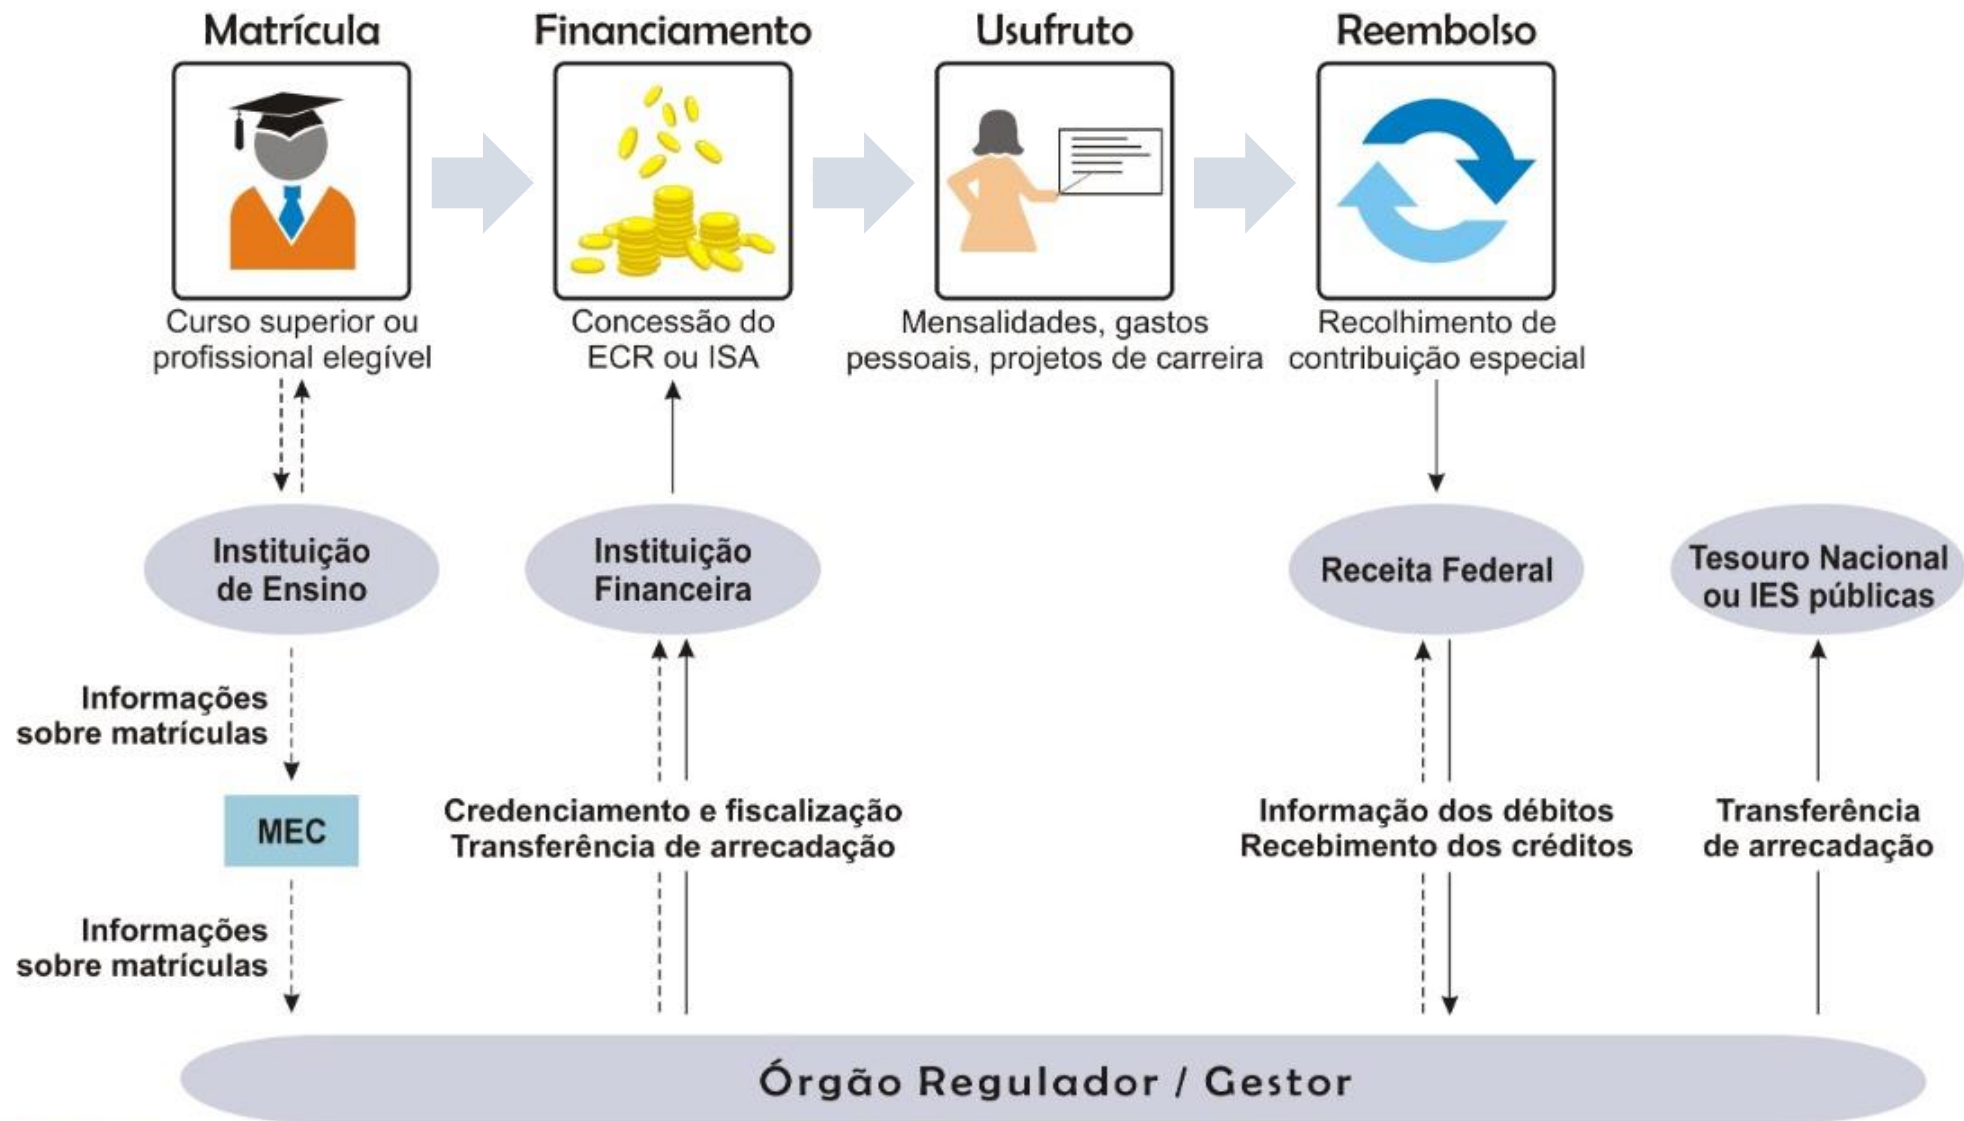 Matrícula
Financiamento
Usufruto
Reembolso
Curso superior ou
profissional elegível
Concessão do
ECR ou ISA
Mensalidades, gastos
pessoais, projetos de carreira
Recolhimento de
contribuição especial
Instituição
de Ensino
Instituição
Financeira
Receita Federal
Tesouro Nacional
ou IES públicas
Informações
sobre matrículas
MEC
Credenciamento e fiscalização
Transferência de arrecadação
Informação dos débitos
Recebimento dos créditos
Transferência
de arrecadação
Informações
sobre matrículas
Órgão Regulador / Gestor